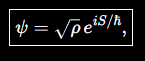 ψ = √ρ e^{iS/ħ},